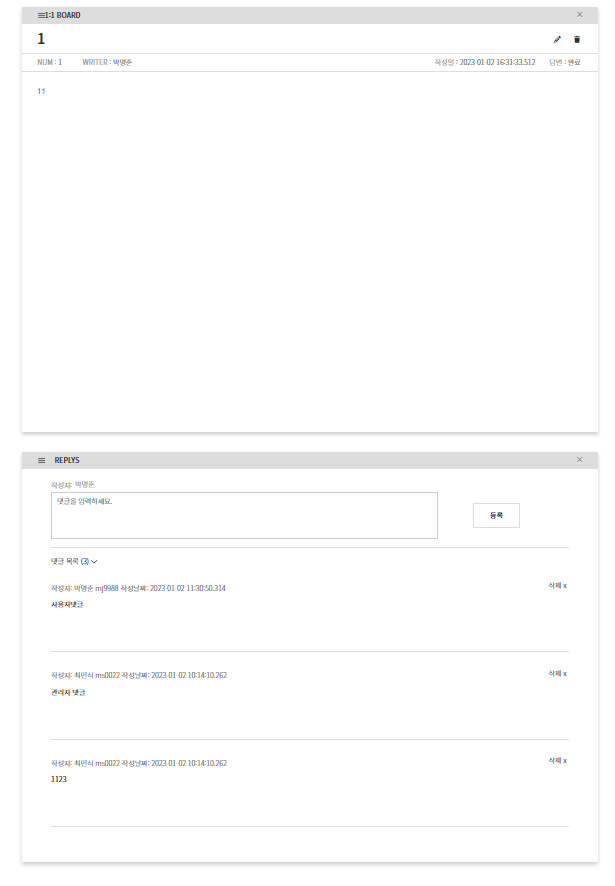 1:1 BOARD
1
NUM : 1 WRITER : 박명준 작성일 : 2023-01-02 16:31:33.512 답변 : 완료
11
REPLYS
작성자: 박명준
댓글을 입력하세요.
등록
댓글 목록 (3)
작성자: 박명준 mj9988 작성날짜: 2023-01-02 11:30:50.314 삭제 x
사용자댓글
작성자: 최민식 ms0022 작성날짜: 2023-01-02 10:14:10.262 삭제 x
관리자 댓글
작성자: 최민식 ms0022 작성날짜: 2023-01-02 10:14:10.262 삭제 x
1123